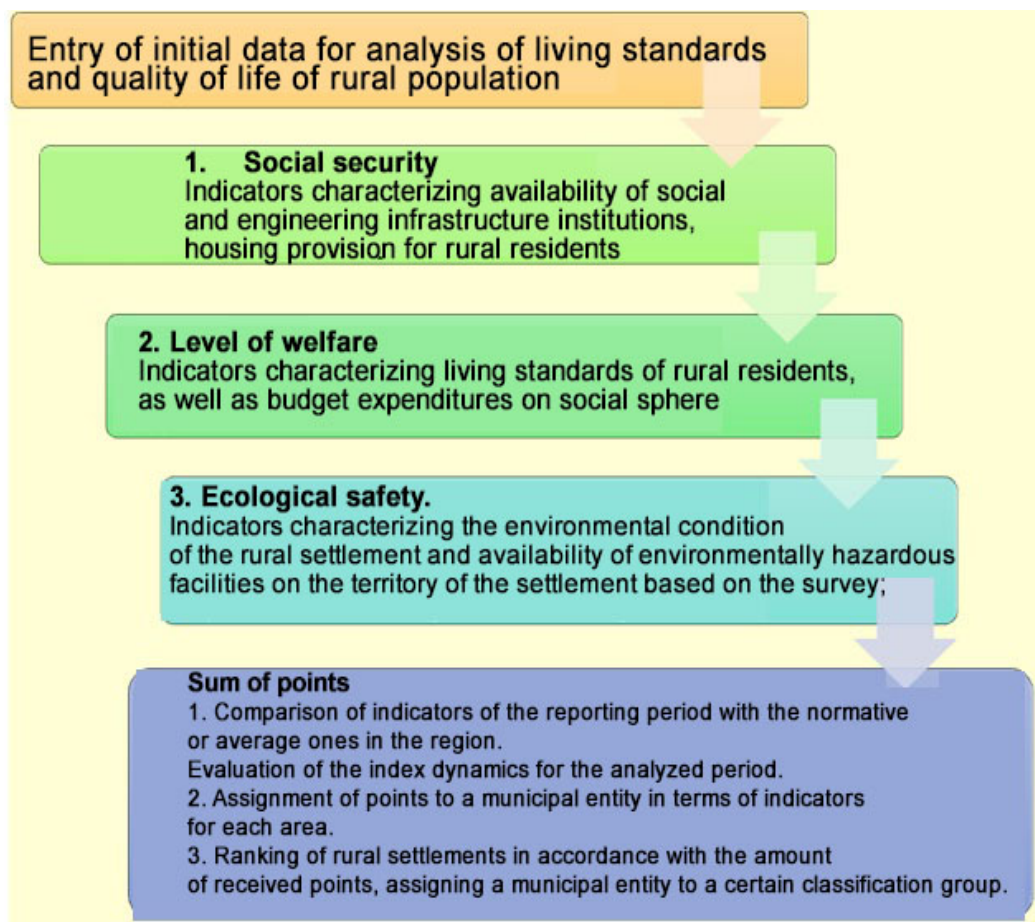 Entry of initial data for analysis of living standards
and quality of life of rural population
1. Social security
Indicators characterizing availability of social
and engineering infrastructure institutions,
housing provision for rural residents
2. Level of welfare
Indicators characterizing living standards of rural residents,
as well as budget expenditures on social sphere
3. Ecological safety.
Indicators characterizing the environmental condition
of the rural settlement and availability of environmentally hazardous
facilities on the territory of the settlement based on the survey;
Sum of points
1. Comparison of indicators of the reporting period with the normative
or average ones in the region.
Evaluation of the index dynamics for the analyzed period.
2. Assignment of points to a municipal entity in terms of indicators
for each area.
3. Ranking of rural settlements in accordance with the amount
of received points, assigning a municipal entity to a certain classification group.